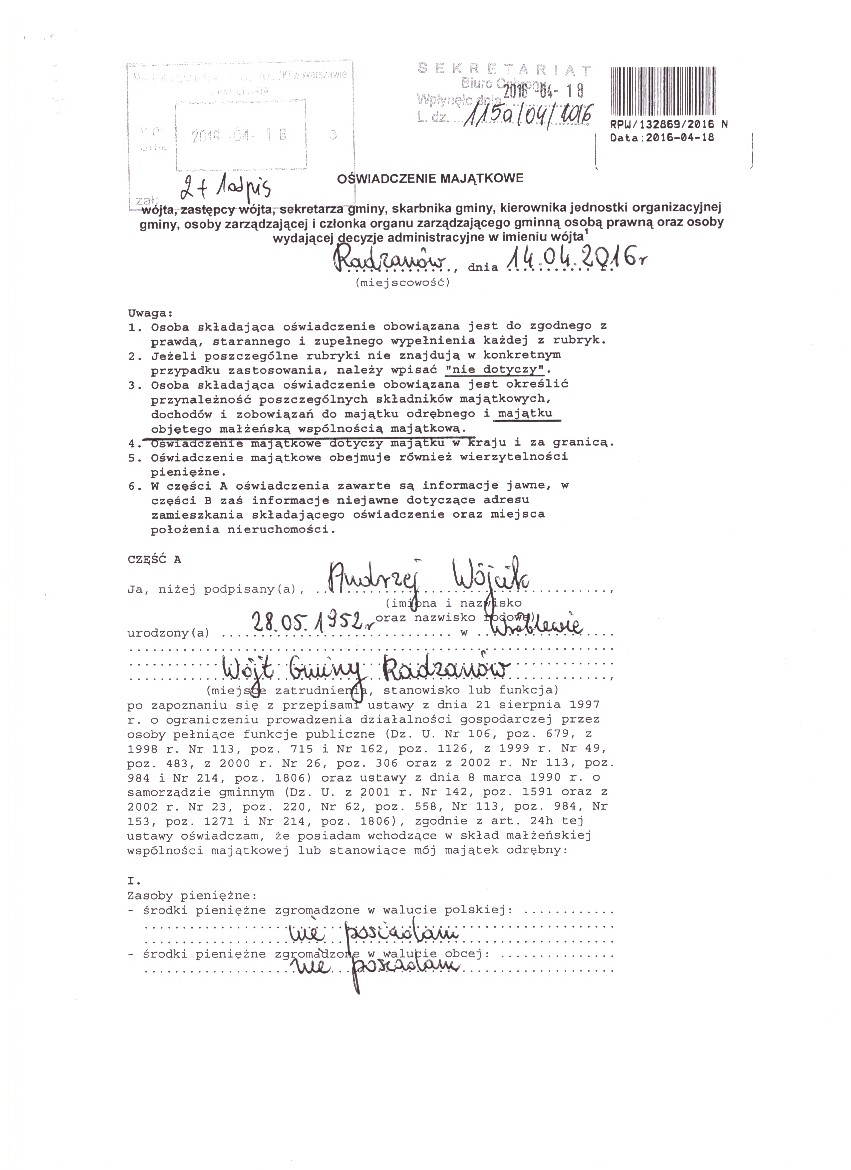 w Warszawie
2016 -04- 18
SEKRETARIAT
Biuro
2016 -04- 18
Wpłynęło dnia
L. dz. 115a/04/2016
RPW/132869/2016 N
Data:2016-04-18
zał.
2+1odpis
OŚWIADCZENIE MAJĄTKOWE
wójta, zastępcy wójta, sekretarza gminy, skarbnika gminy, kierownika jednostki organizacyjnej
gminy, osoby zarządzającej i członka organu zarządzającego gminną osobą prawną oraz osoby
wydającej decyzje administracyjne w imieniu wójta1
Radzanów, dnia 14.04.2016r
(miejscowość)
Uwaga:
1. Osoba składająca oświadczenie obowiązana jest do zgodnego z
prawdą, starannego i zupełnego wypełnienia każdej z rubryk.
2. Jeżeli poszczególne rubryki nie znajdują w konkretnym
przypadku zastosowania, należy wpisać "nie dotyczy".
3. Osoba składająca oświadczenie obowiązana jest określić
przynależność poszczególnych składników majątkowych,
dochodów i zobowiązań do majątku odrębnego i majątku
objętego małżeńską wspólnością majątkową.
4. Oświadczenie majątkowe dotyczy majątku w kraju i za granicą.
5. Oświadczenie majątkowe obejmuje również wierzytelności
pieniężne.
6. W części A oświadczenia zawarte są informacje jawne, w
części B zaś informacje niejawne dotyczące adresu
zamieszkania składającego oświadczenie oraz miejsca
położenia nieruchomości.
CZĘŚĆ A
Ja, niżej podpisany(a), Andrzej Wójcik,
(imiona i nazwisko
oraz nazwisko rodowe)
urodzony(a) 28.05.1952r w Wróblewie
Wójt Gminy Radzanów,
(miejsce zatrudnienia, stanowisko lub funkcja)
po zapoznaniu się z przepisami ustawy z dnia 21 sierpnia 1997
r. o ograniczeniu prowadzenia działalności gospodarczej przez
osoby pełniące funkcje publiczne (Dz. U. Nr 106, poz. 679, z
1998 r. Nr 113, poz. 715 i Nr 162, poz. 1126, z 1999 r. Nr 49,
poz. 483, z 2000 r. Nr 26, poz. 306 oraz z 2002 r. Nr 113, poz.
984 i Nr 214, poz. 1806) oraz ustawy z dnia 8 marca 1990 r. o
samorządzie gminnym (Dz. U. z 2001 r. Nr 142, poz. 1591 oraz z
2002 r. Nr 23, poz. 220, Nr 62, poz. 558, Nr 113, poz. 984, Nr
153, poz. 1271 i Nr 214, poz. 1806), zgodnie z art. 24h tej
ustawy oświadczam, że posiadam wchodzące w skład małżeńskiej
wspólności majątkowej lub stanowiące mój majątek odrębny:
I.
Zasoby pieniężne:
- środki pieniężne zgromadzone w walucie polskiej: ............
nie posiadam
- środki pieniężne zgromadzone w walucie obcej: ...............
nie posiadam